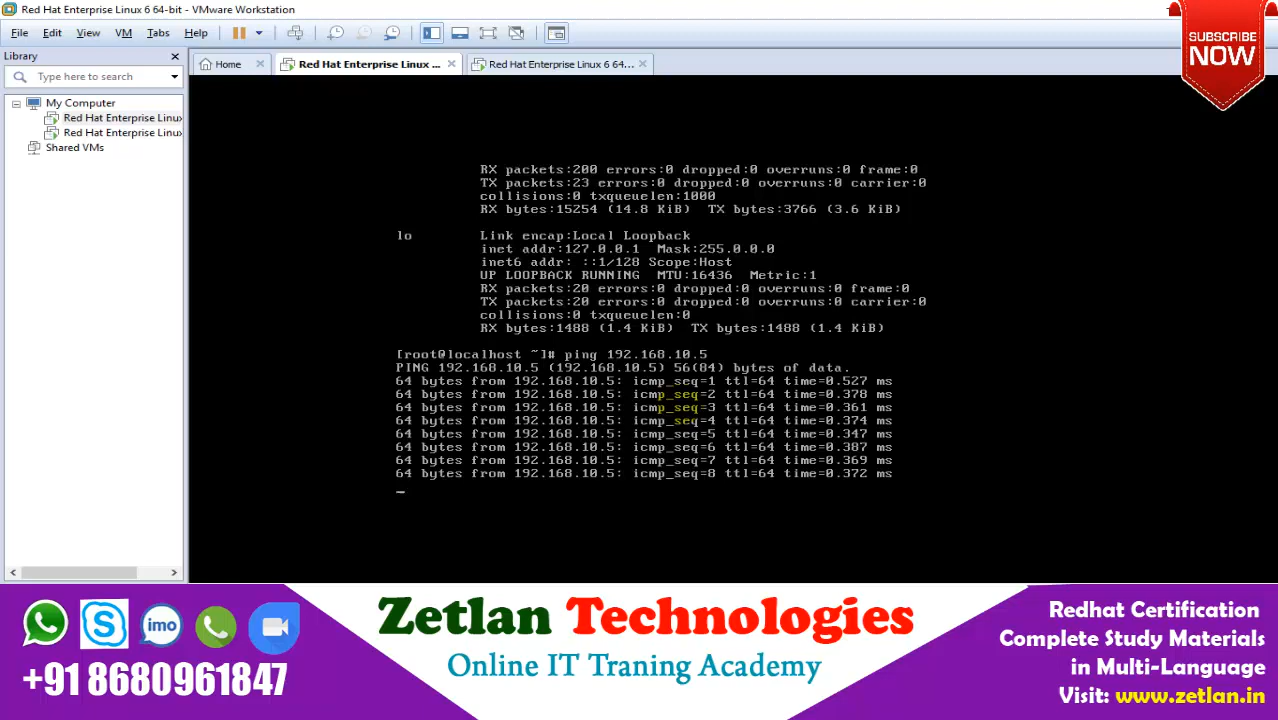 Red Hat Enterprise Linux 6 64-bit - VMware Workstation
File Edit View VM Tabs Help
SUBSCRIBE
NOW
Library
Type here to search
My Computer
Red Hat Enterprise Linu
Red Hat Enterprise Linu
Shared VMs
Home
Red Hat Enterprise Linux ...
Red Hat Enterprise Linux 6 64...
RX packets:200 errors:0 dropped:0 overruns:0 frame:0
TX packets:23 errors:0 dropped:0 overruns:0 carrier:0
collisions:0 txqueuelen:1000
RX bytes:15254 (14.8 KiB)  TX bytes:3766 (3.6 KiB)
lo Link encap:Local Loopback
inet addr:127.0.0.1  Mask:255.0.0.0
inet6 addr: ::1/128 Scope:Host
UP LOOPBACK RUNNING  MTU:16436  Metric:1
RX packets:20 errors:0 dropped:0 overruns:0 frame:0
TX packets:20 errors:0 dropped:0 overruns:0 carrier:0
collisions:0 txqueuelen:0
RX bytes:1488 (1.4 KiB)  TX bytes:1488 (1.4 KiB)
[root@localhost ~]# ping 192.168.10.5
PING 192.168.10.5 (192.168.10.5) 56(84) bytes of data.
64 bytes from 192.168.10.5: icmp_seq=1 ttl=64 time=0.527 ms
64 bytes from 192.168.10.5: icmp_seq=2 ttl=64 time=0.378 ms
64 bytes from 192.168.10.5: icmp_seq=3 ttl=64 time=0.361 ms
64 bytes from 192.168.10.5: icmp_seq=4 ttl=64 time=0.374 ms
64 bytes from 192.168.10.5: icmp_seq=5 ttl=64 time=0.347 ms
64 bytes from 192.168.10.5: icmp_seq=6 ttl=64 time=0.387 ms
64 bytes from 192.168.10.5: icmp_seq=7 ttl=64 time=0.369 ms
64 bytes from 192.168.10.5: icmp_seq=8 ttl=64 time=0.372 ms
imo
+91 8680961847
Zetlan Technologies
Online IT Traning Academy
Redhat Certification
Complete Study Materials
in Multi-Language
Visit: www.zetlan.in